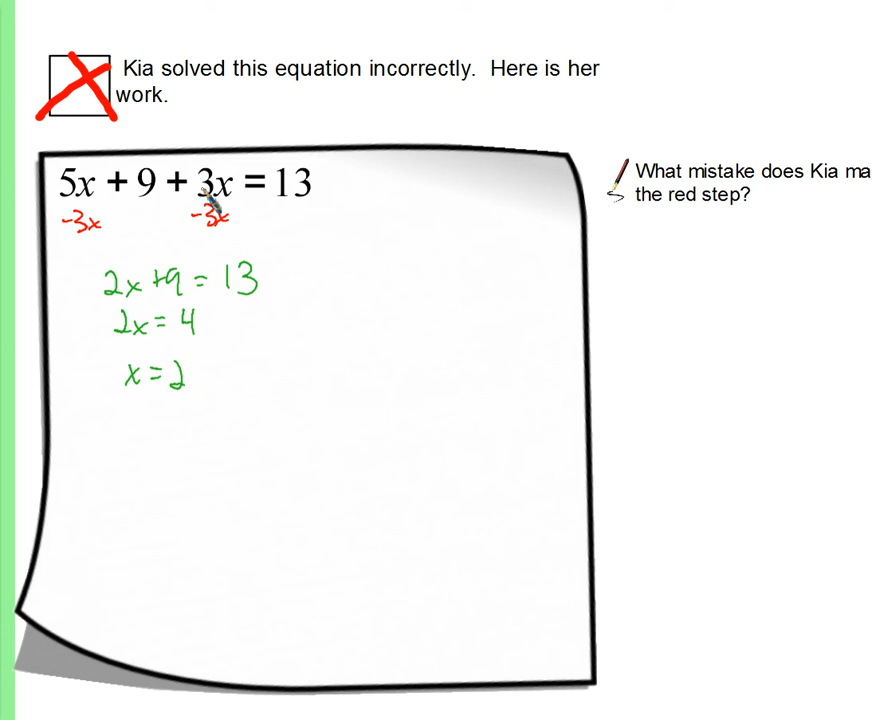 Kia solved this equation incorrectly. Here is her
work.
5x + 9 + 3x = 13
-3x -3x
2x +9 = 13
2x = 4
x = 2
What mistake does Kia ma
the red step?